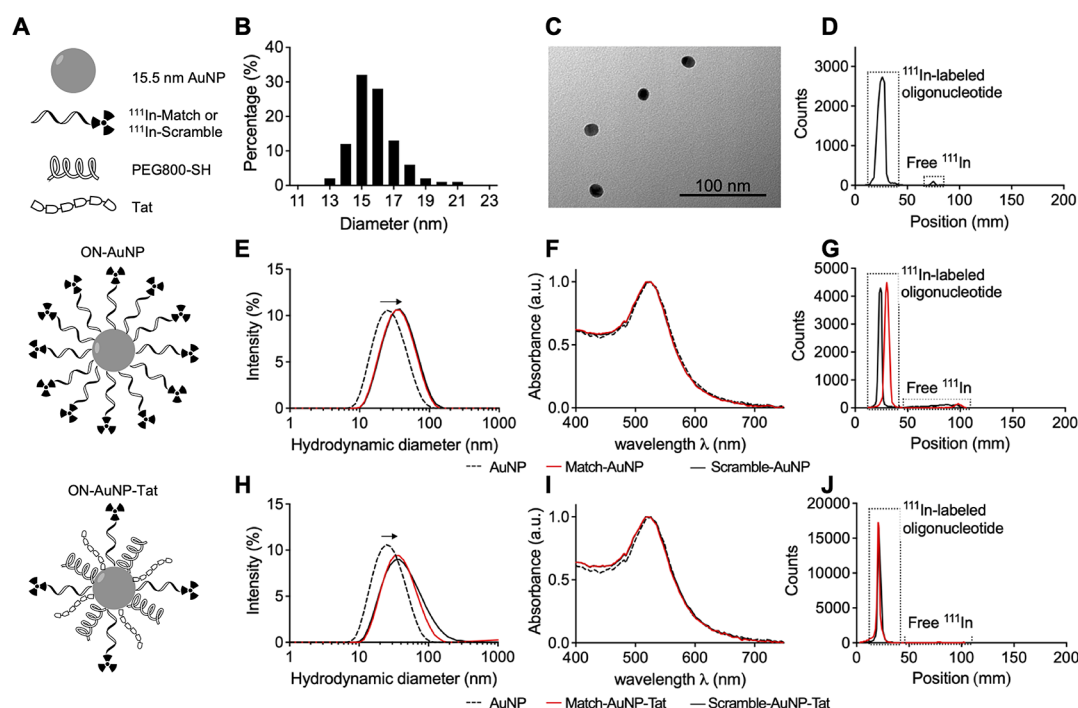 A
15.5 nm AuNP
¹¹¹In-Match or
¹¹¹In-Scramble
PEG800-SH
Tat
ON-AuNP
ON-AuNP-Tat
B
Percentage (%)
40
30
20
10
0
11 13 15 17 19 21 23
Diameter (nm)
C
100 nm
D
Counts
3000
2000
1000
0
¹¹¹In-labeled
oligonucleotide
Free ¹¹¹In
0 50 100 150 200
Position (mm)
E
Intensity (%)
15
10
5
0
1 10 100 1000
Hydrodynamic diameter (nm)
F
Absorbance (a.u.)
1.0
0.5
0.0
400 500 600 700
wavelength λ (nm)
G
Counts
5000
4000
3000
2000
1000
0
¹¹¹In-labeled
oligonucleotide
Free ¹¹¹In
0 50 100 150 200
Position (mm)
AuNP Match-AuNP Scramble-AuNP
H
Intensity (%)
15
10
5
0
1 10 100 1000
Hydrodynamic diameter (nm)
I
Absorbance (a.u.)
1.0
0.5
0.0
400 500 600 700
wavelength λ (nm)
J
Counts
20000
15000
10000
5000
0
¹¹¹In-labeled
oligonucleotide
Free ¹¹¹In
0 50 100 150 200
Position (mm)
AuNP Match-AuNP-Tat Scramble-AuNP-Tat